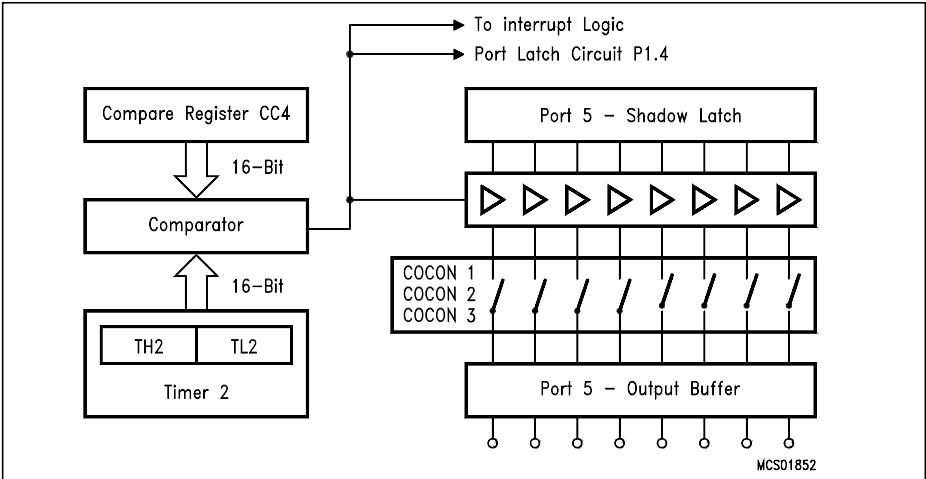 To interrupt Logic
Port Latch Circuit P1.4
Compare Register CC4
Port 5 – Shadow Latch
16–Bit
Comparator
16–Bit
COCON 1
COCON 2
COCON 3
TH2 TL2
Timer 2
Port 5 – Output Buffer
MCS01852